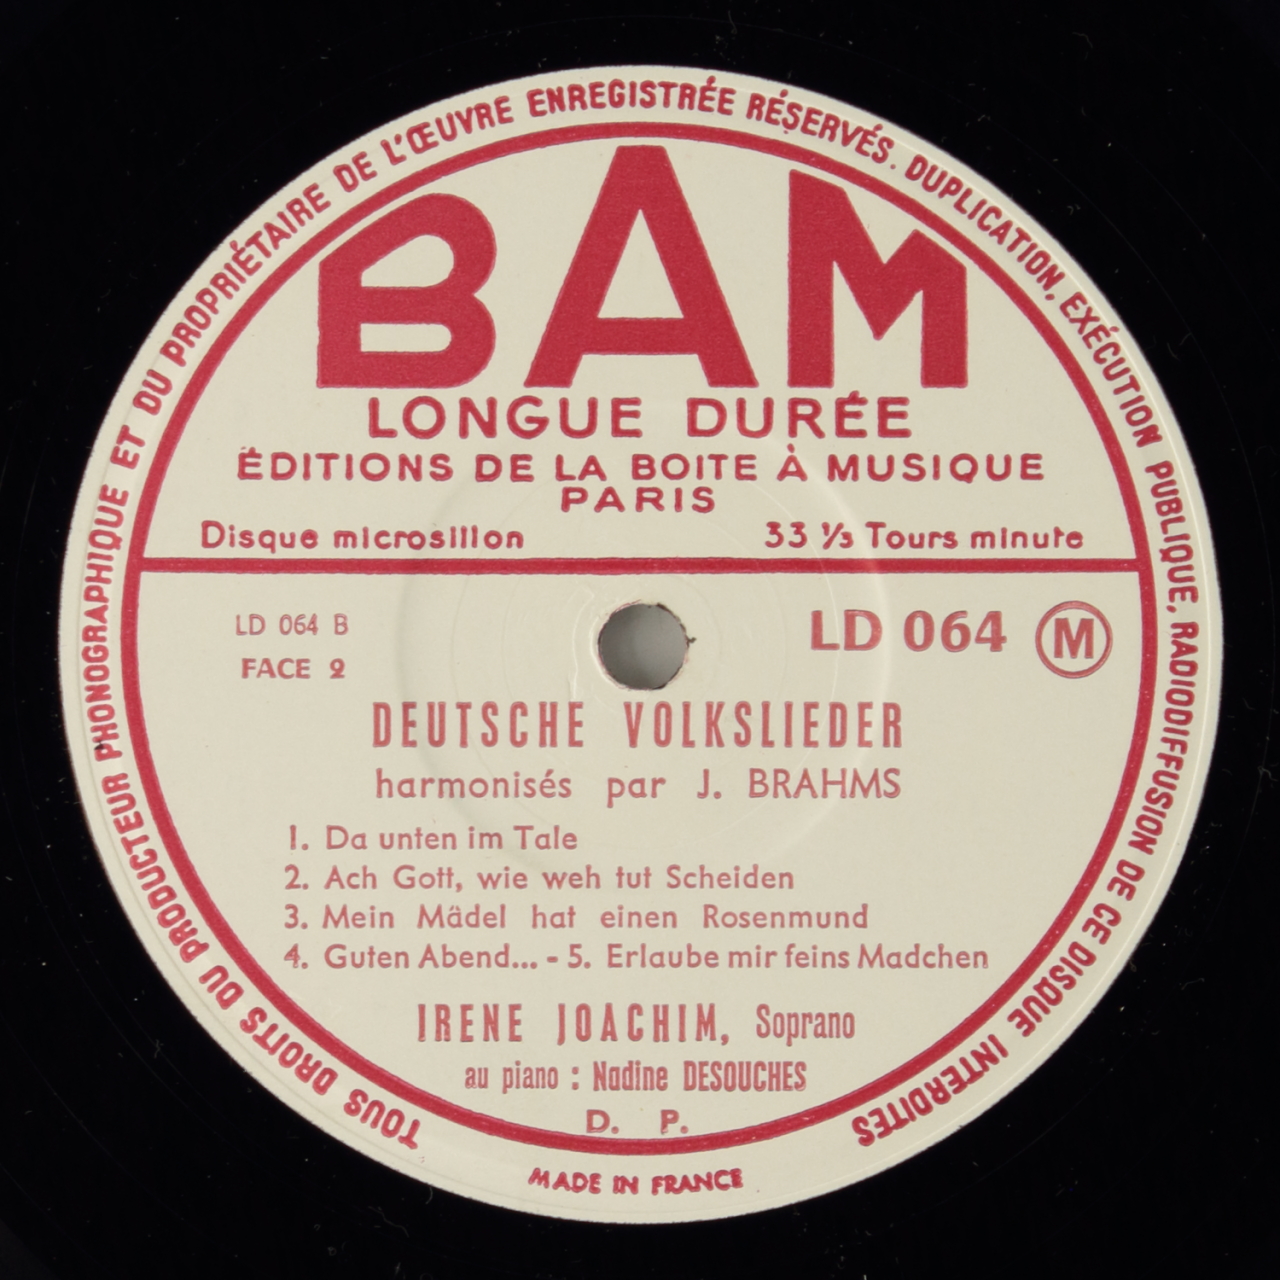 TOUS DROITS DU PRODUCTEUR PHONOGRAPHIQUE ET DU PROPRIÉTAIRE DE L'ŒUVRE ENREGISTRÉE RÉSERVÉS. DUPLICATION, EXÉCUTION PUBLIQUE, RADIODIFFUSION DE CE DISQUE INTERDITES
BAM
LONGUE DURÉE
ÉDITIONS DE LA BOITE À MUSIQUE
PARIS
Disque microsillon 33 ⅓ Tours minute
LD 064 B LD 064 M
FACE 2
DEUTSCHE VOLKSLIEDER
harmonisés par J. BRAHMS
1. Da unten im Tale
2. Ach Gott, wie weh tut Scheiden
3. Mein Mädel hat einen Rosenmund
4. Guten Abend... - 5. Erlaube mir feins Madchen
IRENE JOACHIM, Soprano
au piano : Nadine DESOUCHES
D. P.
MADE IN FRANCE